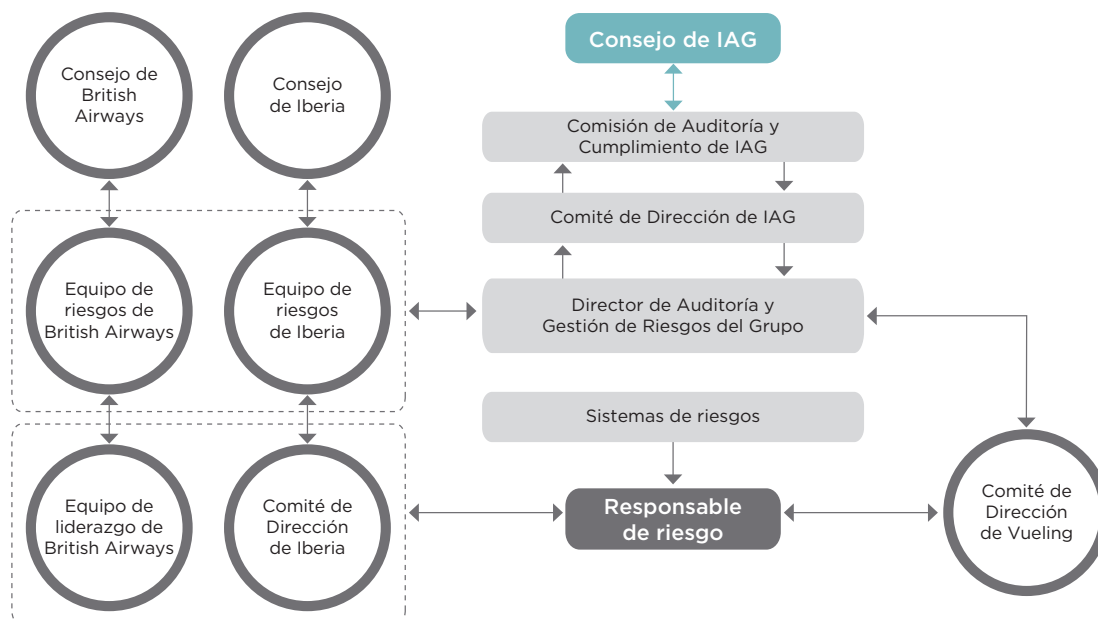 Consejo de
British
Airways
Consejo
de Iberia
Consejo de IAG
Comisión de Auditoría y
Cumplimiento de IAG
Comité de Dirección de IAG
Equipo de
riesgos de
British Airways
Equipo de
riesgos
de Iberia
Director de Auditoría y
Gestión de Riesgos del Grupo
Sistemas de riesgos
Equipo de
liderazgo de
British Airways
Comité de
Dirección
de Iberia
Responsable
de riesgo
Comité de
Dirección
de Vueling